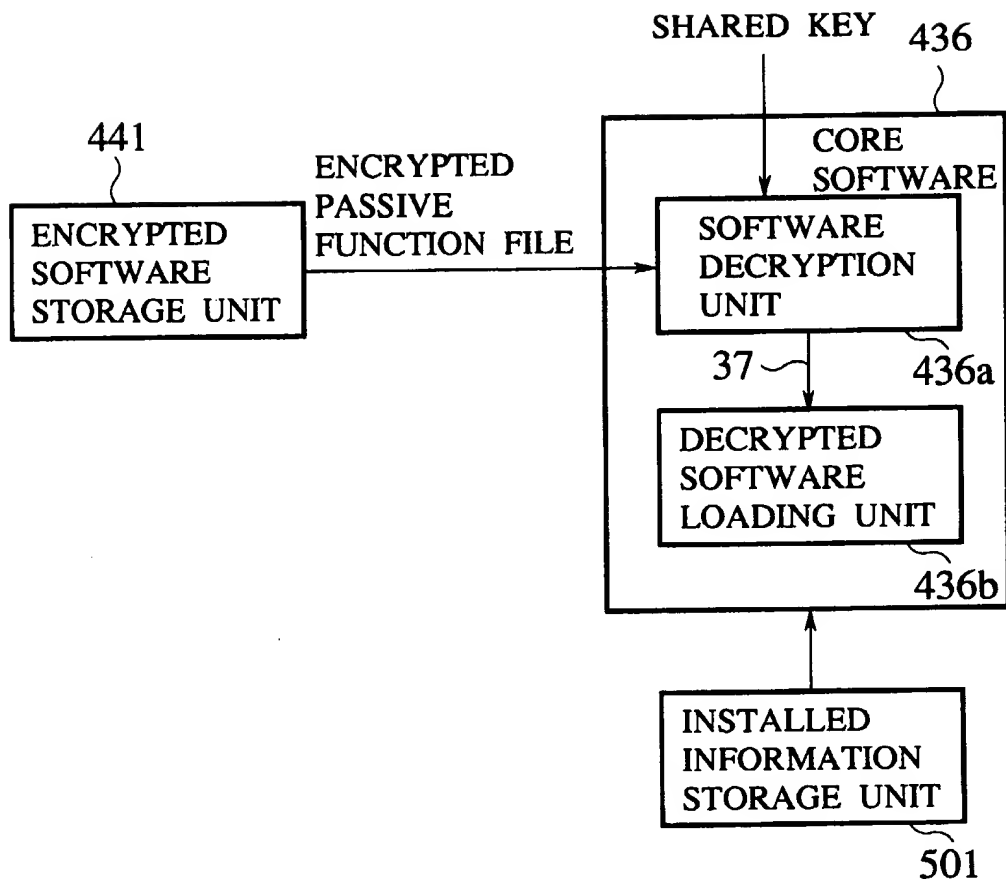 SHARED KEY
436
441
ENCRYPTED
PASSIVE
FUNCTION FILE
CORE
SOFTWARE
ENCRYPTED
SOFTWARE
STORAGE UNIT
SOFTWARE
DECRYPTION
UNIT
37
436a
DECRYPTED
SOFTWARE
LOADING UNIT
436b
INSTALLED
INFORMATION
STORAGE UNIT
501